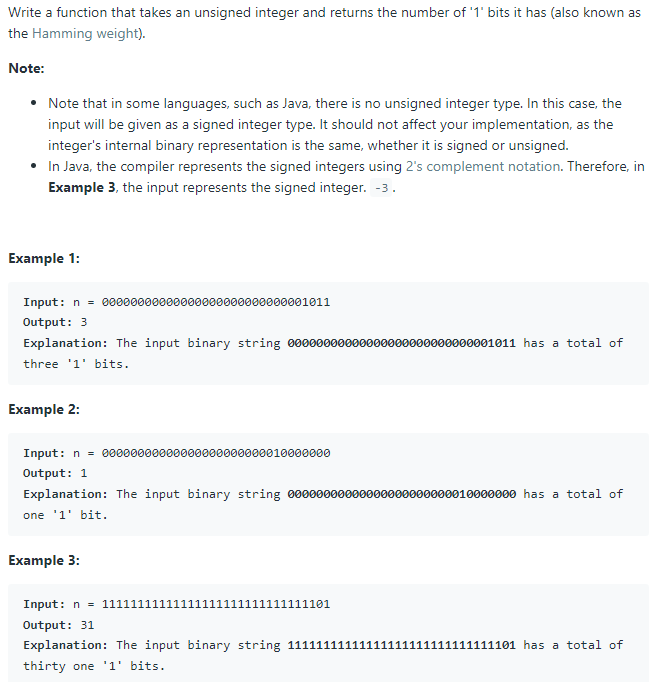 Write a function that takes an unsigned integer and returns the number of '1' bits it has (also known as
the Hamming weight).
Note:
• Note that in some languages, such as Java, there is no unsigned integer type. In this case, the
input will be given as a signed integer type. It should not affect your implementation, as the
integer's internal binary representation is the same, whether it is signed or unsigned.
• In Java, the compiler represents the signed integers using 2's complement notation. Therefore, in
Example 3, the input represents the signed integer. -3.
Example 1:
Input: n = 00000000000000000000000000001011
Output: 3
Explanation: The input binary string 00000000000000000000000000001011 has a total of
three '1' bits.
Example 2:
Input: n = 00000000000000000000000010000000
Output: 1
Explanation: The input binary string 00000000000000000000000010000000 has a total of
one '1' bit.
Example 3:
Input: n = 11111111111111111111111111111101
Output: 31
Explanation: The input binary string 11111111111111111111111111111101 has a total of
thirty one '1' bits.